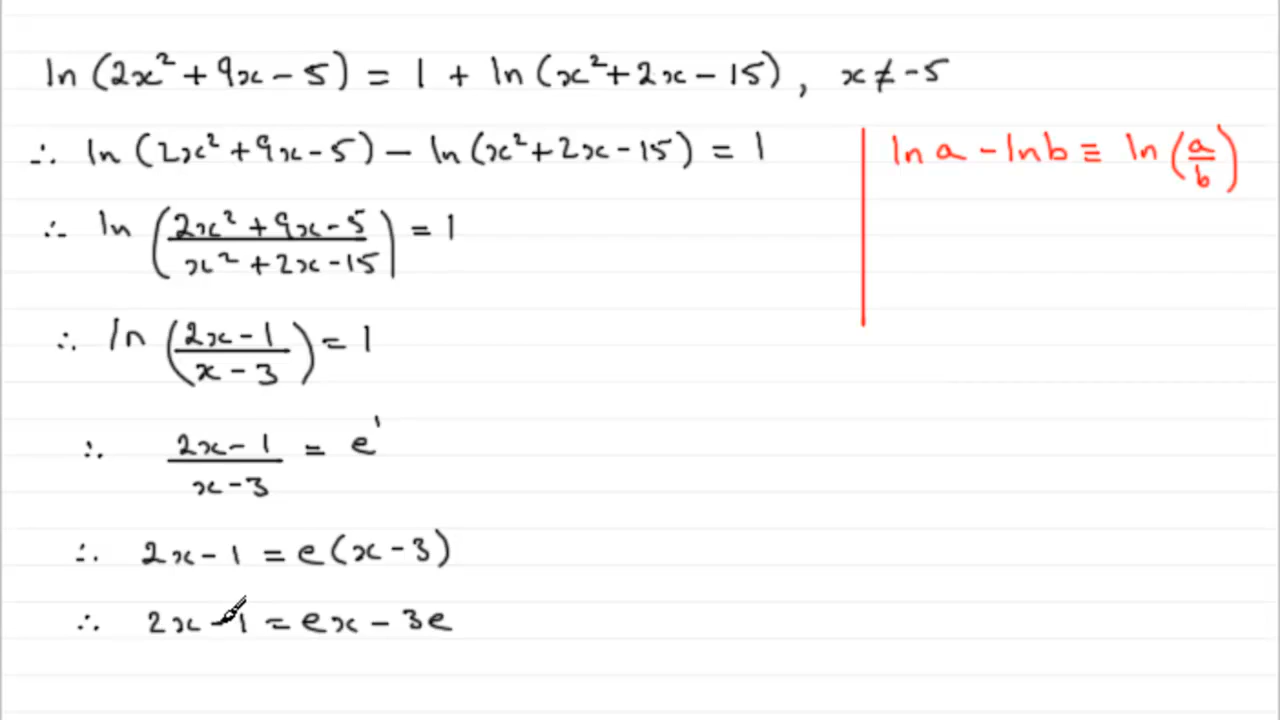 ln (2x² + 9x - 5) = 1 + ln (x² + 2x - 15) , x ≠ -5
∴ ln (2x² + 9x - 5) - ln (x² + 2x - 15) = 1
ln a - ln b ≡ ln (a/b)
∴ ln ((2x² + 9x - 5)/(x² + 2x - 15)) = 1
∴ ln ((2x - 1)/(x - 3)) = 1
∴ (2x - 1)/(x - 3) = e¹
∴ 2x - 1 = e(x - 3)
∴ 2x - 1 = ex - 3e